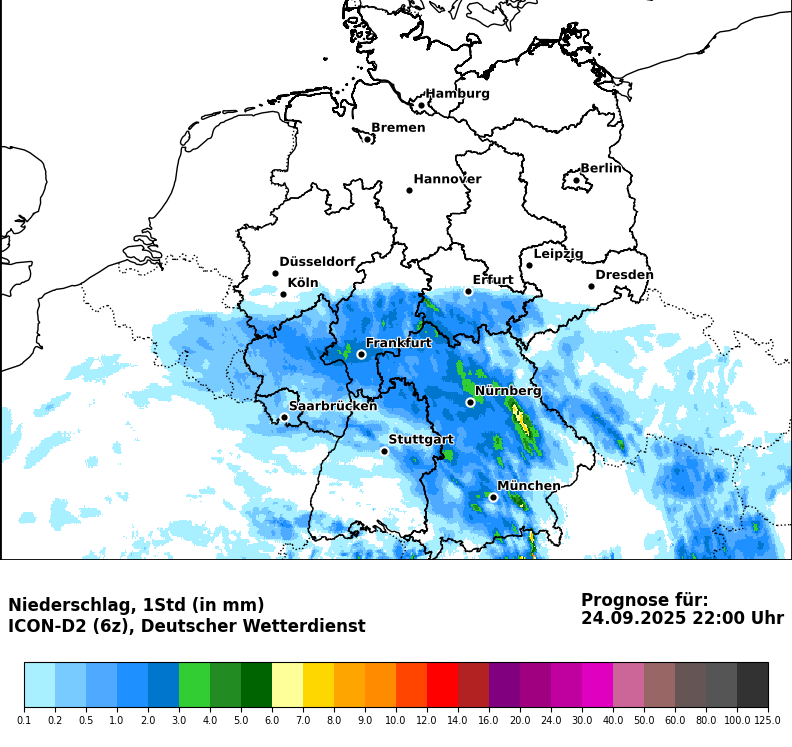 Hamburg
Bremen
Berlin
Hannover
Leipzig
Düsseldorf
Dresden
Köln
Erfurt
Frankfurt
Nürnberg
Saarbrücken
Stuttgart
München
Niederschlag, 1Std (in mm)
ICON-D2 (6z), Deutscher Wetterdienst
Prognose für:
24.09.2025 22:00 Uhr
0.1 0.2 0.5 1.0 2.0 3.0 4.0 5.0 6.0 7.0 8.0 9.0 10.0 12.0 14.0 16.0 20.0 24.0 30.0 40.0 50.0 60.0 80.0 100.0 125.0